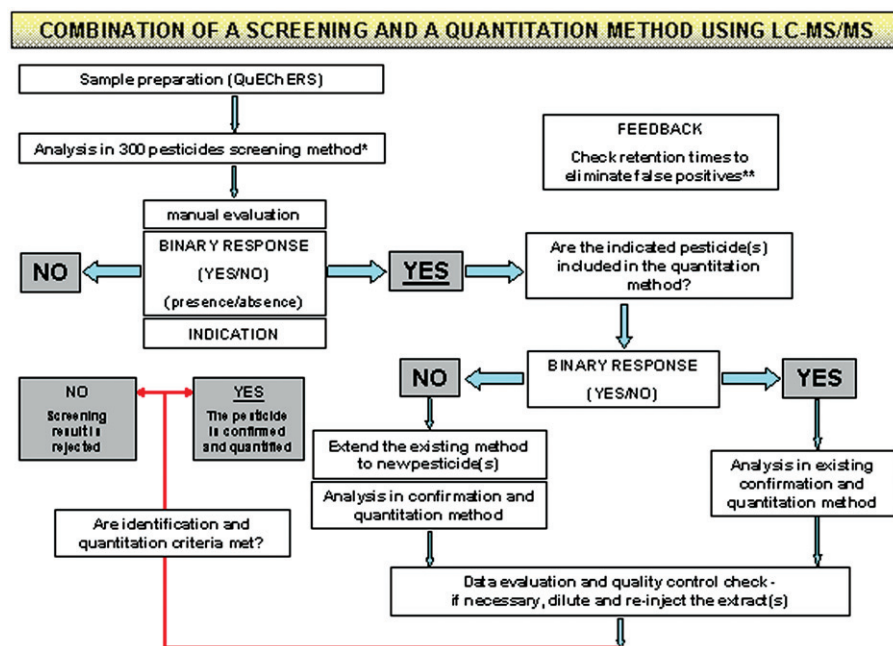 COMBINATION OF A SCREENING AND A QUANTITATION METHOD USING LC-MS/MS
Sample preparation (QuEChERS)
Analysis in 300 pesticides screening method*
FEEDBACK
Check retention times to
eliminate false positives**
manual evaluation
BINARY RESPONSE
(YES/NO)
(presence/absence)
INDICATION
NO
YES
Are the indicated pesticide(s)
included in the quantitation
method?
BINARY RESPONSE
(YES/NO)
NO
YES
NO
Screening
result is
rejected
YES
The pesticide
is confirmed
and quantified
Extend the existing method
to newpesticide(s)
Analysis in confirmation and
quantitation method
Analysis in existing
confirmation and
quantitation method
Are identification and
quantitation criteria met?
Data evaluation and quality control check -
if necessary, dilute and re-inject the extract(s)